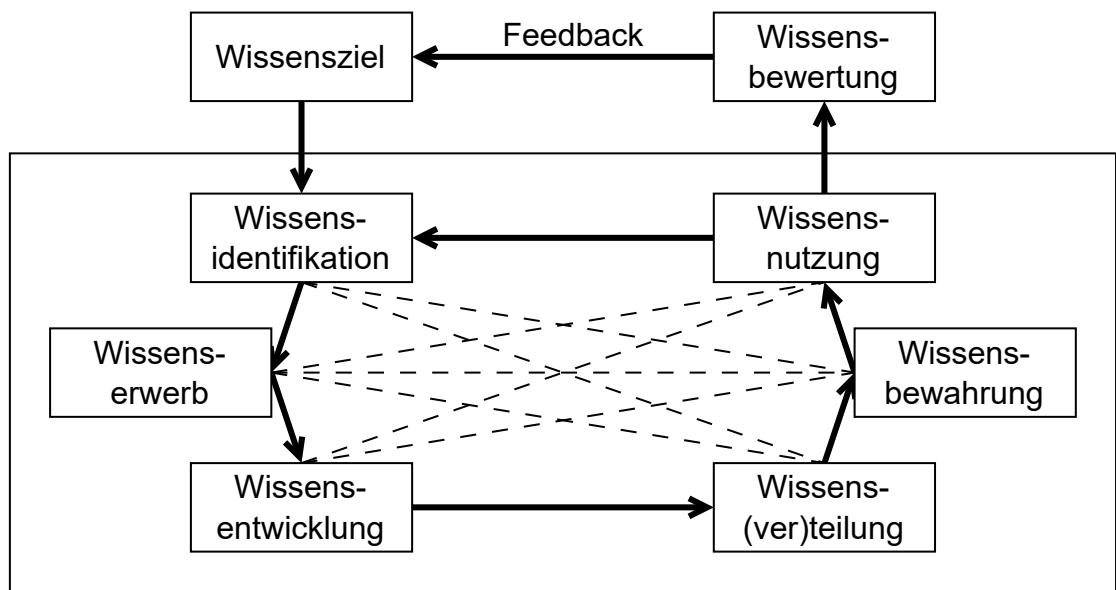 Wissensziel
Feedback
Wissens-
bewertung
Wissens-
identifikation
Wissens-
nutzung
Wissens-
erwerb
Wissens-
bewahrung
Wissens-
entwicklung
Wissens-
(ver)teilung